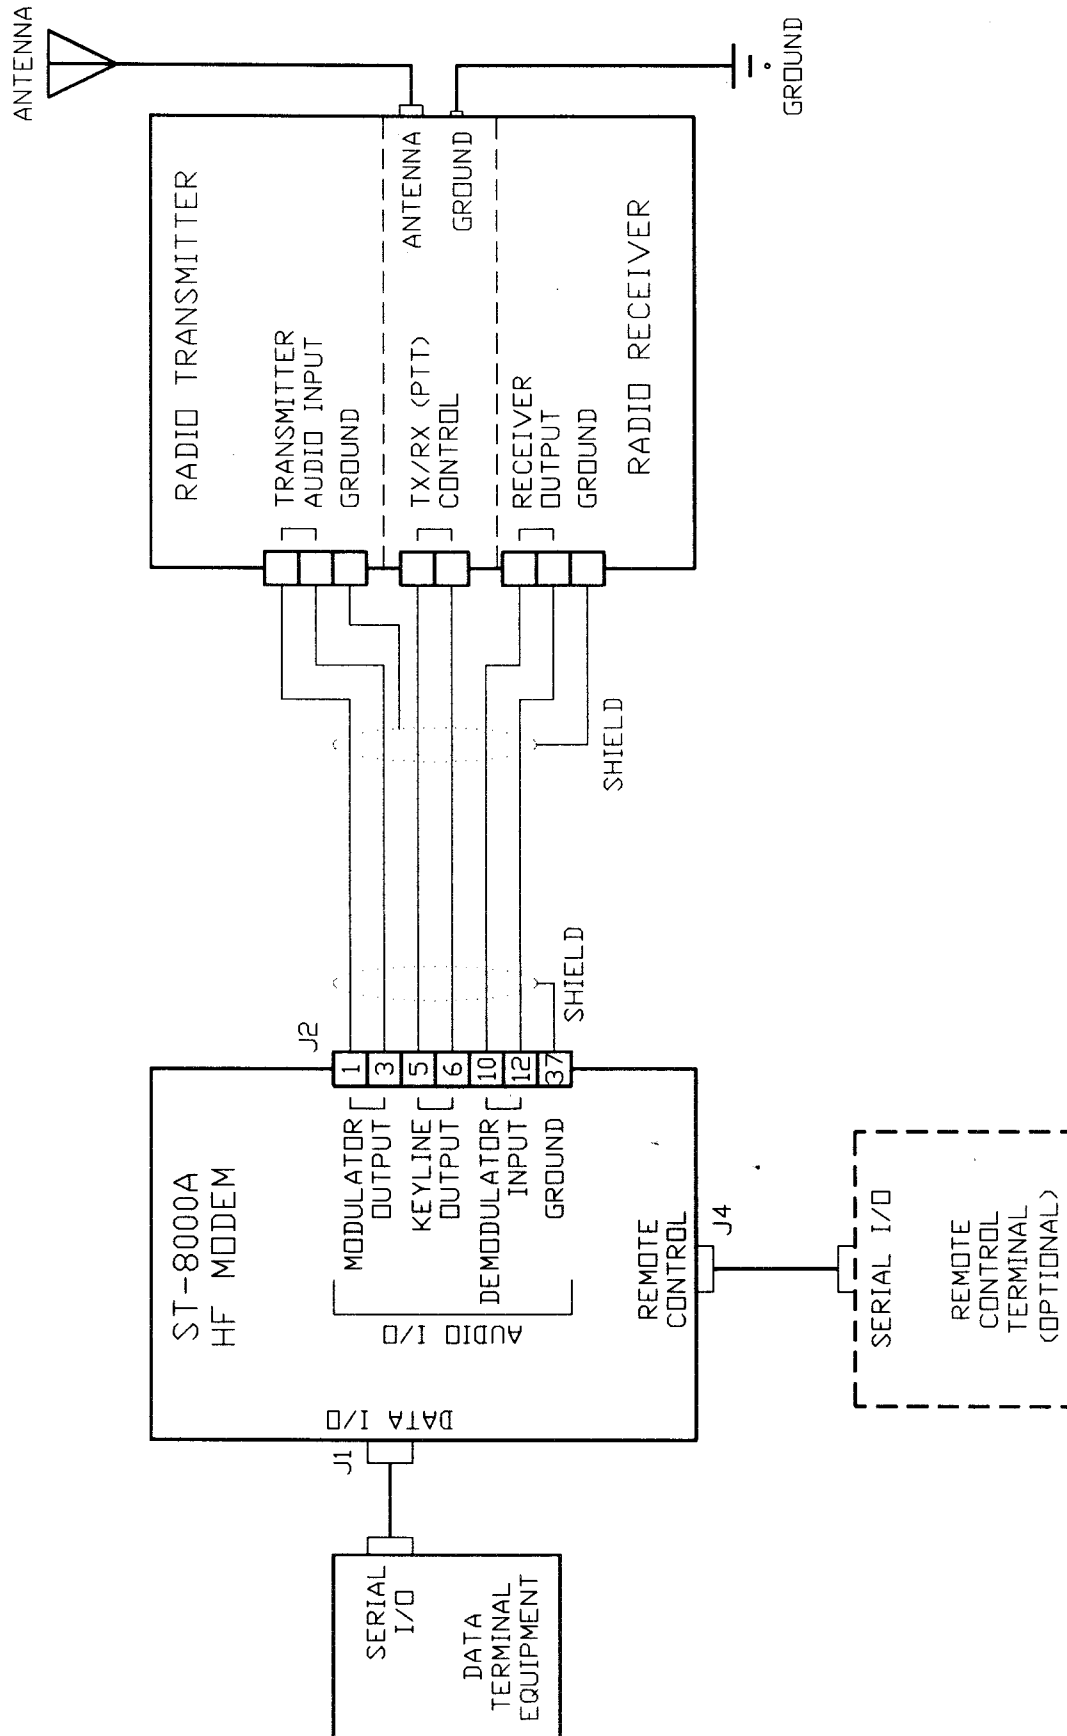 DATA
TERMINAL
EQUIPMENT
SERIAL
I/O
J1
ST-8000A
HF MODEM
DATA I/O
AUDIO I/O
MODULATOR
OUTPUT
KEYLINE
OUTPUT
DEMODULATOR
INPUT
GROUND
REMOTE
CONTROL
J4
J2
1
3
5
6
10
12
37
SHIELD
SHIELD
SERIAL I/O
REMOTE
CONTROL
TERMINAL
(OPTIONAL)
RADIO TRANSMITTER
TRANSMITTER
AUDIO INPUT
GROUND
TX/RX (PTT)
CONTROL
RECEIVER
OUTPUT
GROUND
RADIO RECEIVER
ANTENNA
GROUND
ANTENNA
GROUND